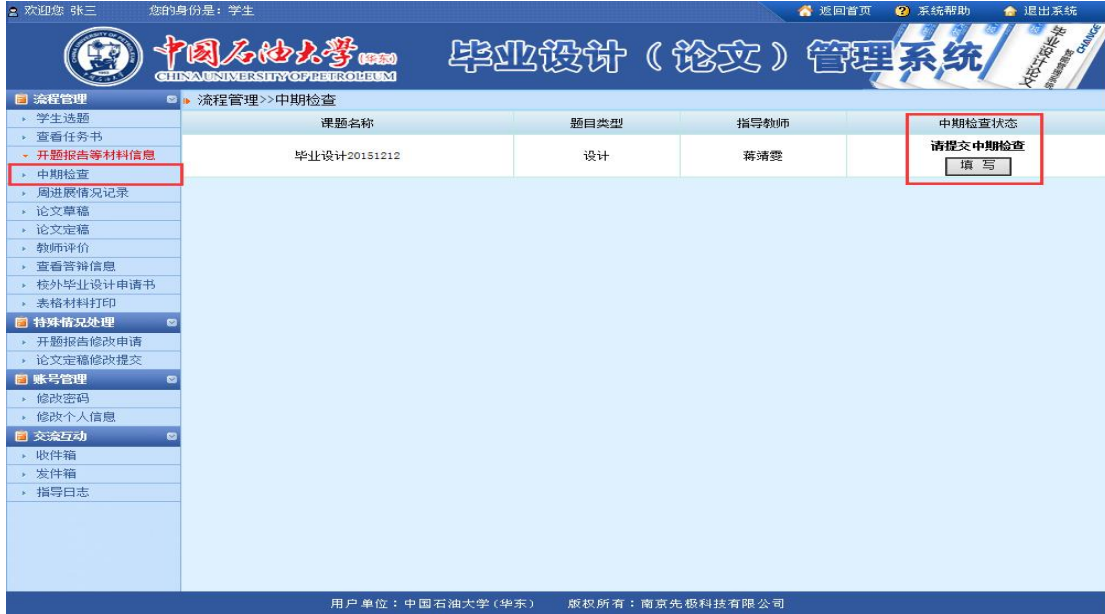 欢迎您 张三 您的身份是：学生 返回首页 系统帮助 退出系统
中国石油大学(华东)
CHINA UNIVERSITY OF PETROLEUM
毕业设计（论文）管理系统
毕业设计论文
CHANGE
流程管理
学生选题
查看任务书
开题报告等材料信息
中期检查
周进展情况记录
论文草稿
论文定稿
教师评价
查看答辩信息
校外毕业设计申请书
表格材料打印
特殊情况处理
开题报告修改申请
论文定稿修改提交
账号管理
修改密码
修改个人信息
交流互动
收件箱
发件箱
指导日志
流程管理>>中期检查
课题名称 题目类型 指导教师 中期检查状态
毕业设计20151212 设计 蒋清雯 请提交中期检查
填 写
用户单位：中国石油大学(华东) 版权所有：南京先极科技有限公司